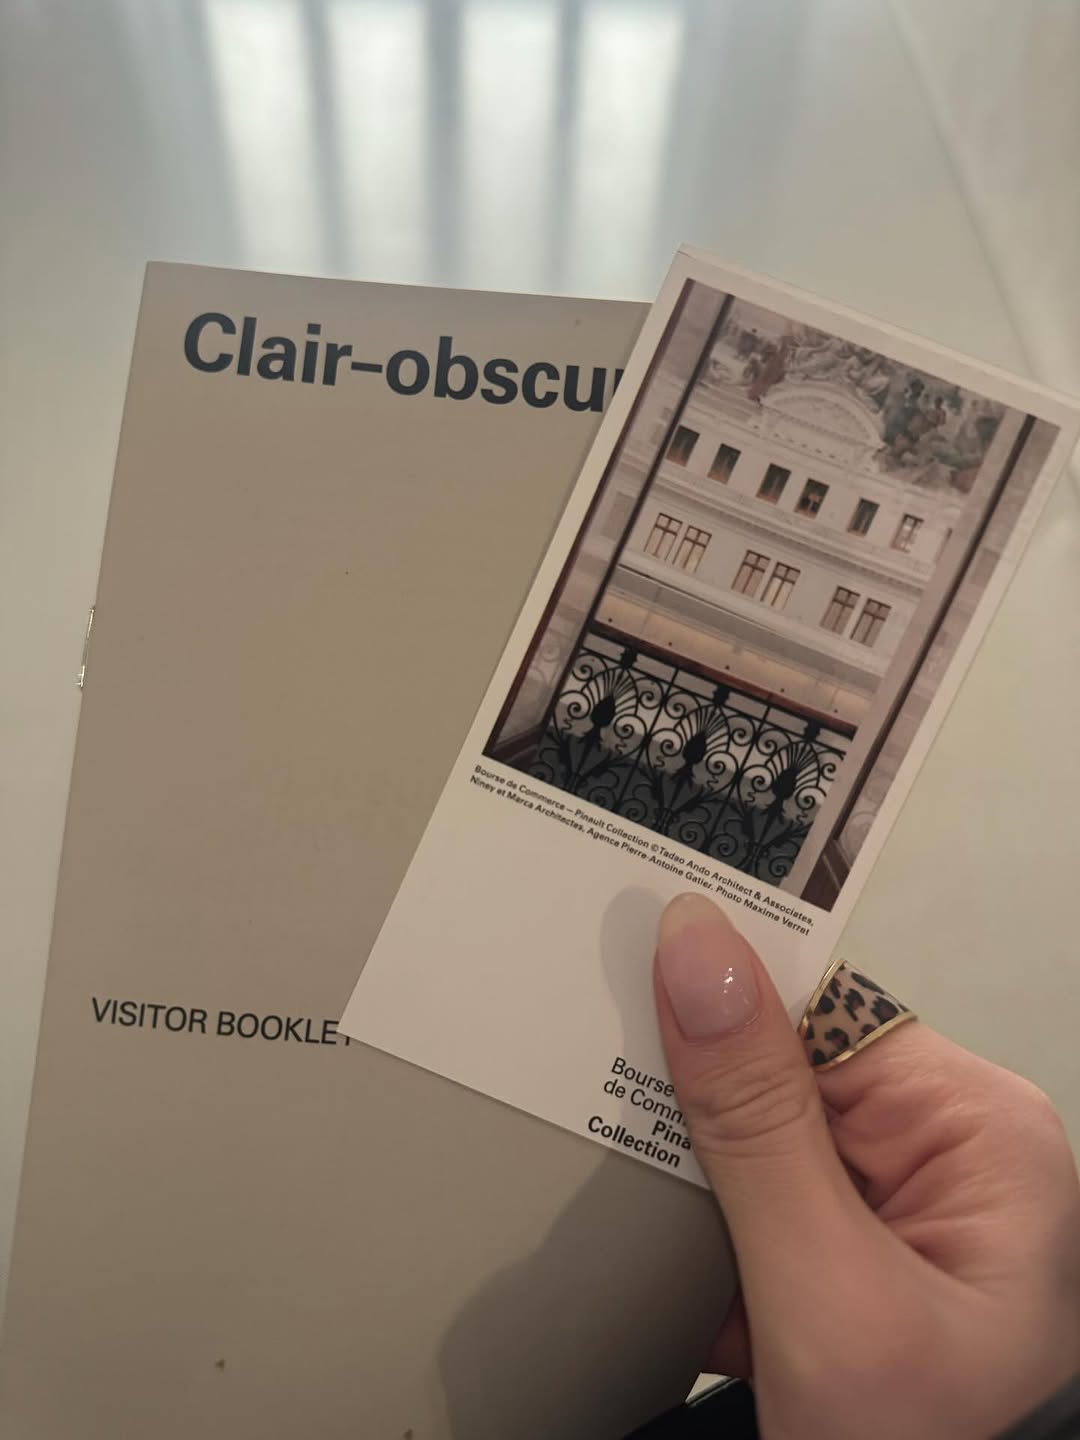 Clair-obscu
VISITOR BOOKLET
Bourse de Commerce – Pinault Collection © Tadao Ando Architect & Associates,
Niney et Marca Architectes, Agence Pierre-Antoine Gatier. Photo Maxime Verret
Bourse
de Comm
Pina
Collection